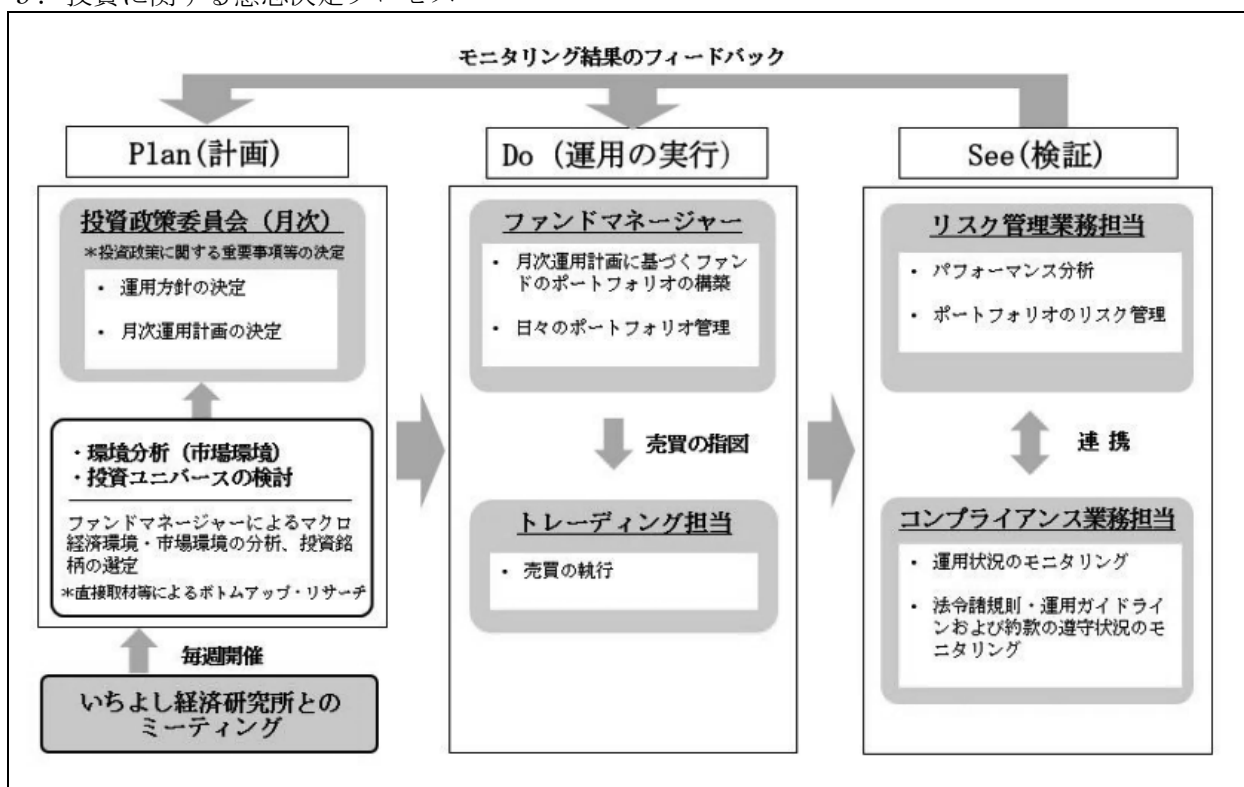 モニタリング結果のフィードバック
Plan(計画)
投資政策委員会（月次）
＊投資政策に関する重要事項等の決定
・ 運用方針の決定
・ 月次運用計画の決定
・環境分析（市場環境）
・投資ユニバースの検討
ファンドマネージャーによるマクロ
経済環境・市場環境の分析、投資銘
柄の選定
＊直接取材等によるボトムアップ・リサーチ
毎週開催
いちよし経済研究所との
ミーティング
Do（運用の実行）
ファンドマネージャー
・ 月次運用計画に基づくファン
ドのポートフォリオの構築
・ 日々のポートフォリオ管理
売買の指図
トレーディング担当
・ 売買の執行
See(検証)
リスク管理業務担当
・ パフォーマンス分析
・ ポートフォリオのリスク管理
連 携
コンプライアンス業務担当
・ 運用状況のモニタリング
・ 法令諸規則・運用ガイドライ
ンおよび約款の遵守状況のモ
ニタリング